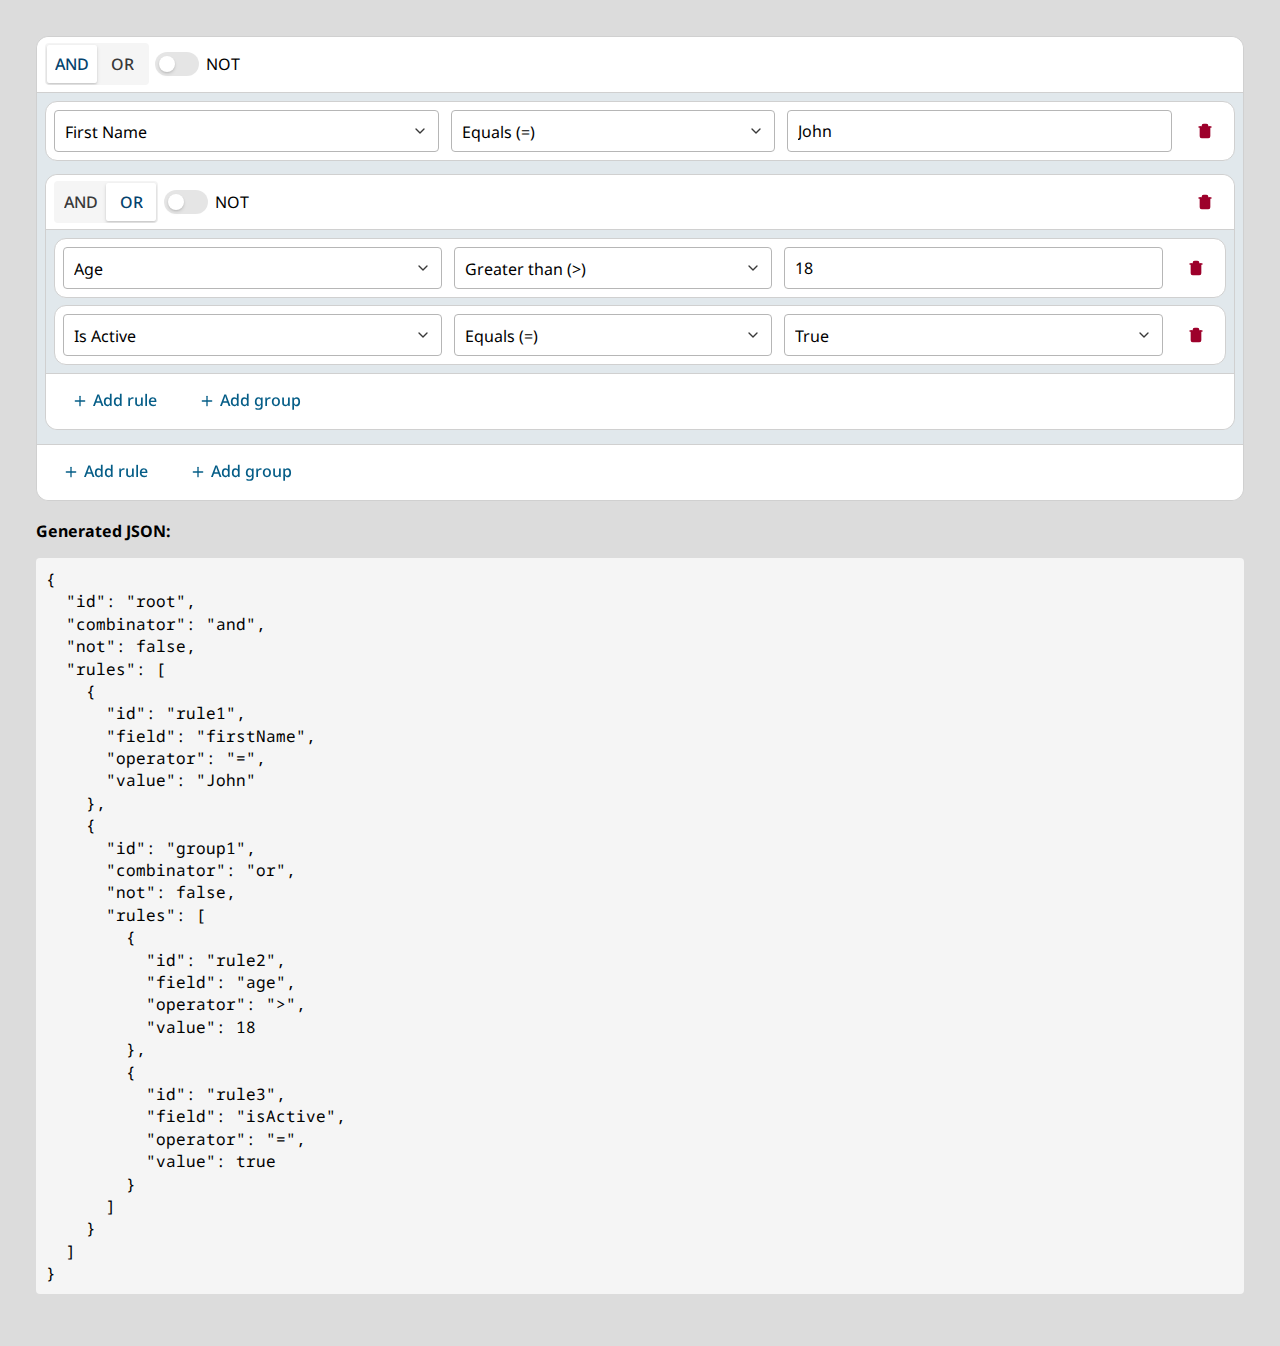 AND OR NOT
First Name Equals (=) John
AND OR NOT
Age Greater than (>) 18
Is Active Equals (=) True
+ Add rule + Add group
+ Add rule + Add group
Generated JSON:
{
  "id": "root",
  "combinator": "and",
  "not": false,
  "rules": [
    {
      "id": "rule1",
      "field": "firstName",
      "operator": "=",
      "value": "John"
    },
    {
      "id": "group1",
      "combinator": "or",
      "not": false,
      "rules": [
        {
          "id": "rule2",
          "field": "age",
          "operator": ">",
          "value": 18
        },
        {
          "id": "rule3",
          "field": "isActive",
          "operator": "=",
          "value": true
        }
      ]
    }
  ]
}